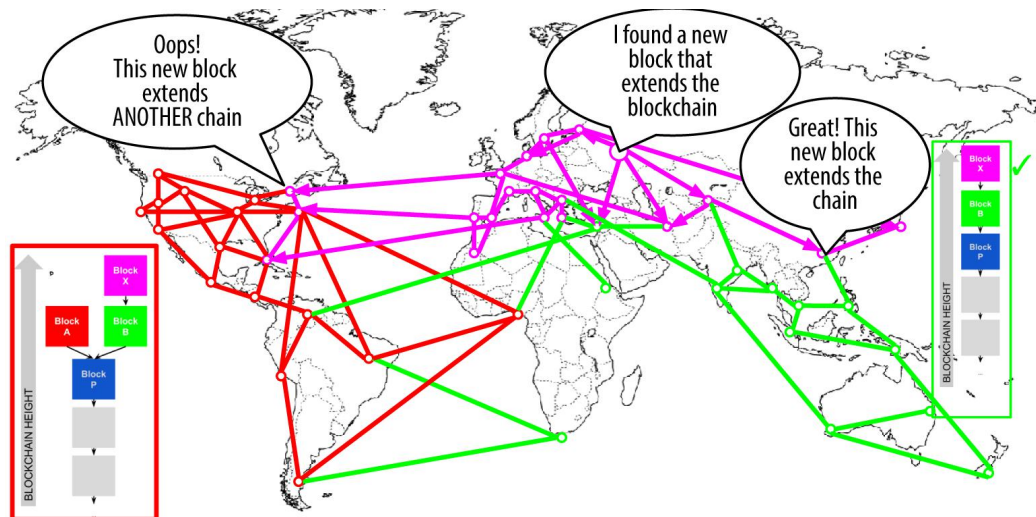 Oops!
This new block
extends
ANOTHER chain
I found a new
block that
extends the
blockchain
Great! This
new block
extends the
chain
BLOCKCHAIN HEIGHT
Block
X
Block
A
Block
B
Block
P
BLOCKCHAIN HEIGHT
Block
X
Block
B
Block
P